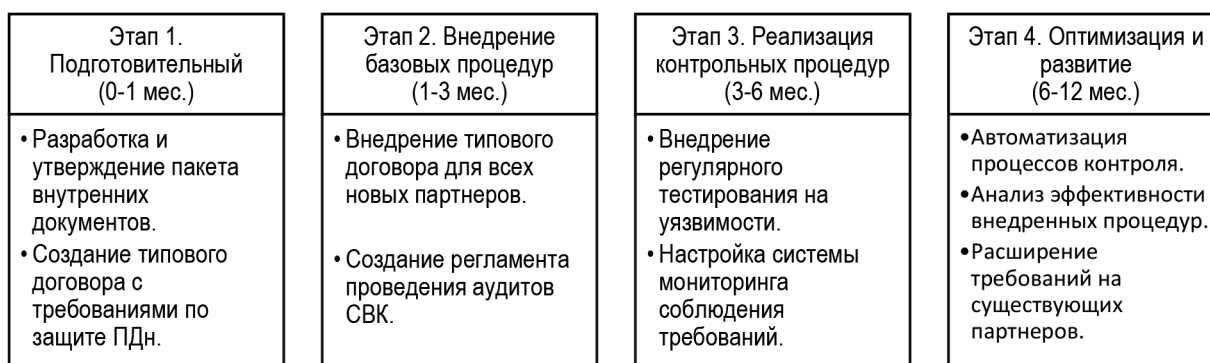 Этап 1.
Подготовительный
(0-1 мес.)
• Разработка и
утверждение пакета
внутренних
документов.
• Создание типового
договора с
требованиями по
защите ПДн.
Этап 2. Внедрение
базовых процедур
(1-3 мес.)
• Внедрение типового
договора для всех
новых партнеров.
• Создание регламента
проведения аудитов
СВК.
Этап 3. Реализация
контрольных процедур
(3-6 мес.)
• Внедрение
регулярного
тестирования на
уязвимости.
• Настройка системы
мониторинга
соблюдения
требований.
Этап 4. Оптимизация и
развитие
(6-12 мес.)
•Автоматизация
процессов контроля.
•Анализ эффективности
внедренных процедур.
•Расширение
требований на
существующих
партнеров.